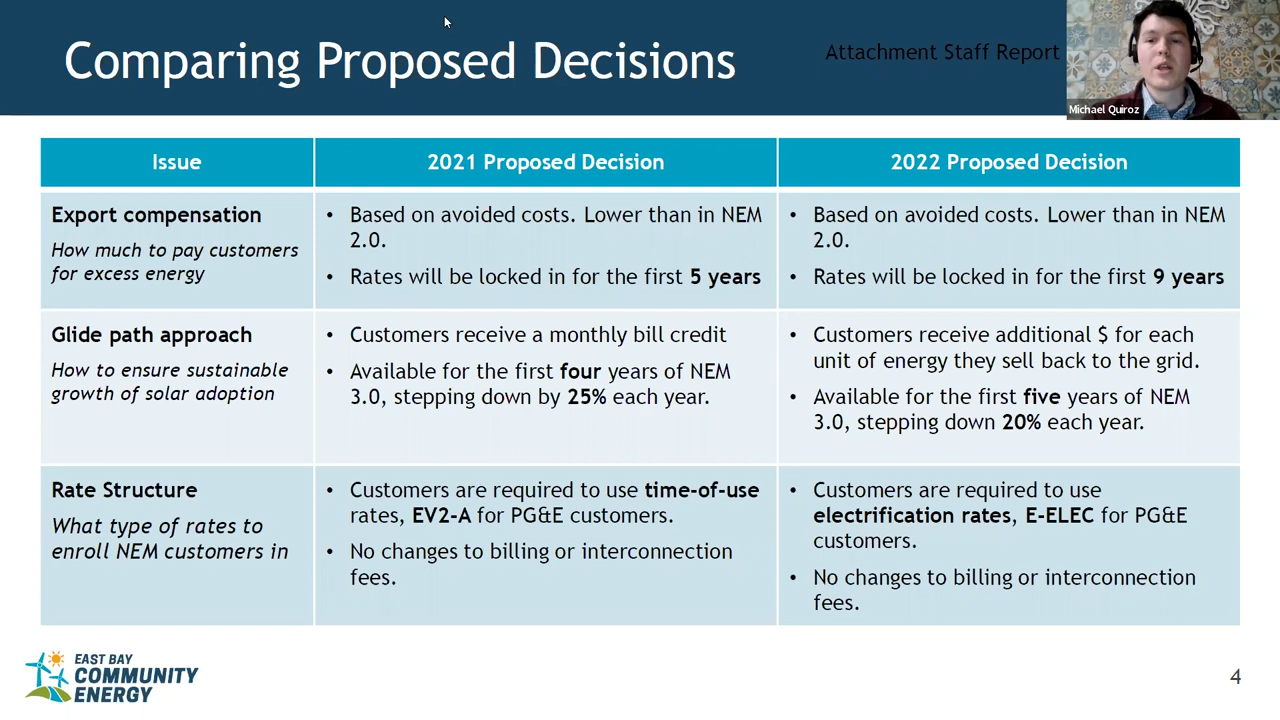 Comparing Proposed Decisions
Attachment Staff Report
Michael Quiroz
Issue
2021 Proposed Decision
2022 Proposed Decision
Export compensation
How much to pay customers
for excess energy
• Based on avoided costs. Lower than in NEM
2.0.
• Rates will be locked in for the first 5 years
• Based on avoided costs. Lower than in NEM
2.0.
• Rates will be locked in for the first 9 years
Glide path approach
How to ensure sustainable
growth of solar adoption
• Customers receive a monthly bill credit
• Available for the first four years of NEM
3.0, stepping down by 25% each year.
• Customers receive additional $ for each
unit of energy they sell back to the grid.
• Available for the first five years of NEM
3.0, stepping down 20% each year.
Rate Structure
What type of rates to
enroll NEM customers in
• Customers are required to use time-of-use
rates, EV2-A for PG&E customers.
• No changes to billing or interconnection
fees.
• Customers are required to use
electrification rates, E-ELEC for PG&E
customers.
• No changes to billing or interconnection
fees.
EAST BAY
COMMUNITY
ENERGY
4